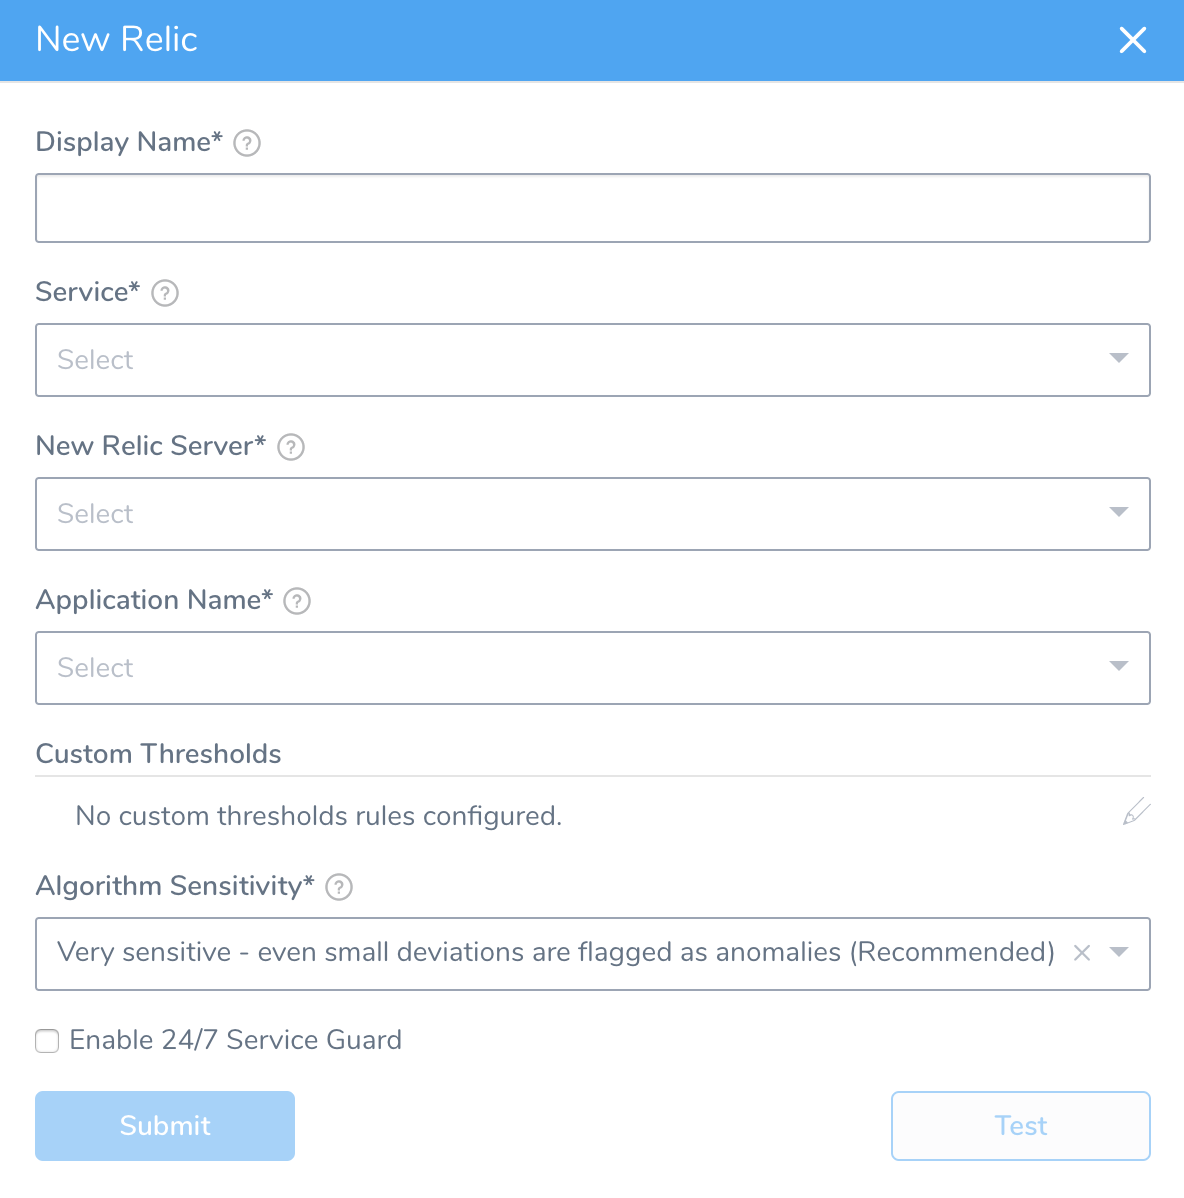 New Relic
Display Name* ?
Service* ?
Select
New Relic Server* ?
Select
Application Name* ?
Select
Custom Thresholds
No custom thresholds rules configured.
Algorithm Sensitivity* ?
Very sensitive - even small deviations are flagged as anomalies (Recommended)
Enable 24/7 Service Guard
Submit Test